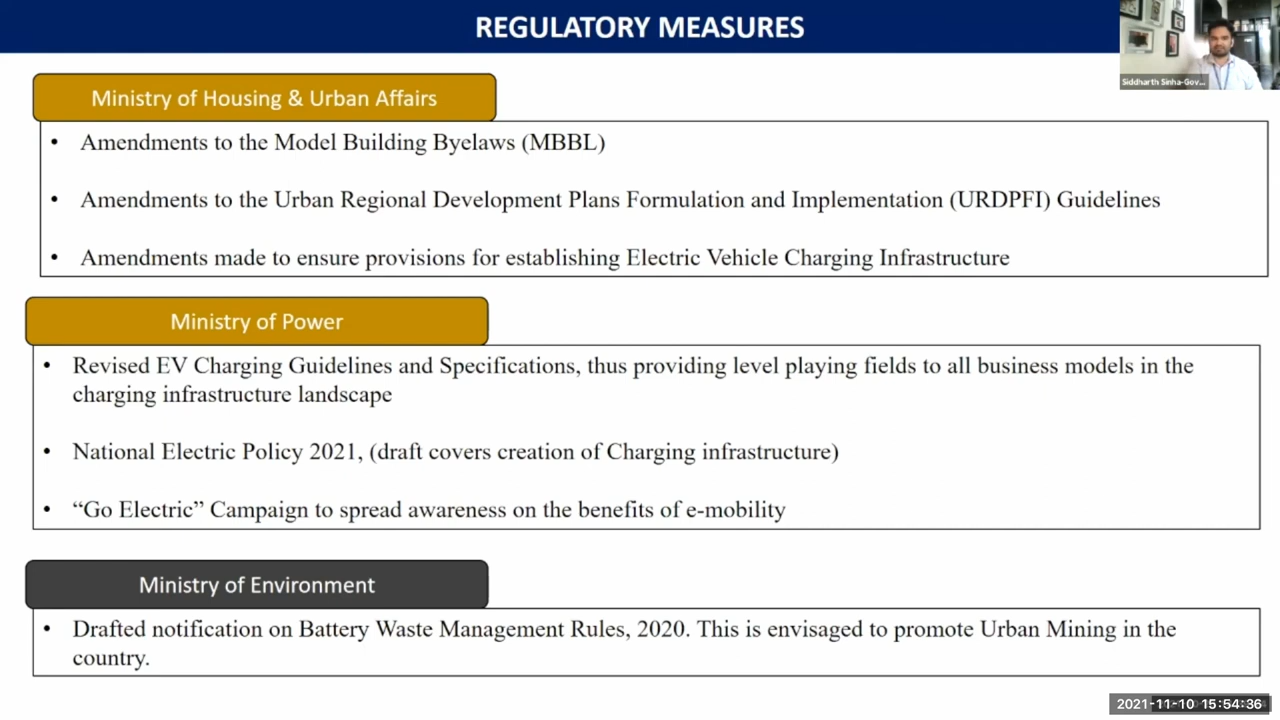 REGULATORY MEASURES
Siddharth Sinha-Gov...
Ministry of Housing & Urban Affairs
• Amendments to the Model Building Byelaws (MBBL)
• Amendments to the Urban Regional Development Plans Formulation and Implementation (URDPFI) Guidelines
• Amendments made to ensure provisions for establishing Electric Vehicle Charging Infrastructure
Ministry of Power
• Revised EV Charging Guidelines and Specifications, thus providing level playing fields to all business models in the
charging infrastructure landscape
• National Electric Policy 2021, (draft covers creation of Charging infrastructure)
• “Go Electric” Campaign to spread awareness on the benefits of e-mobility
Ministry of Environment
• Drafted notification on Battery Waste Management Rules, 2020. This is envisaged to promote Urban Mining in the
country.
2021-11-10 15:54:36